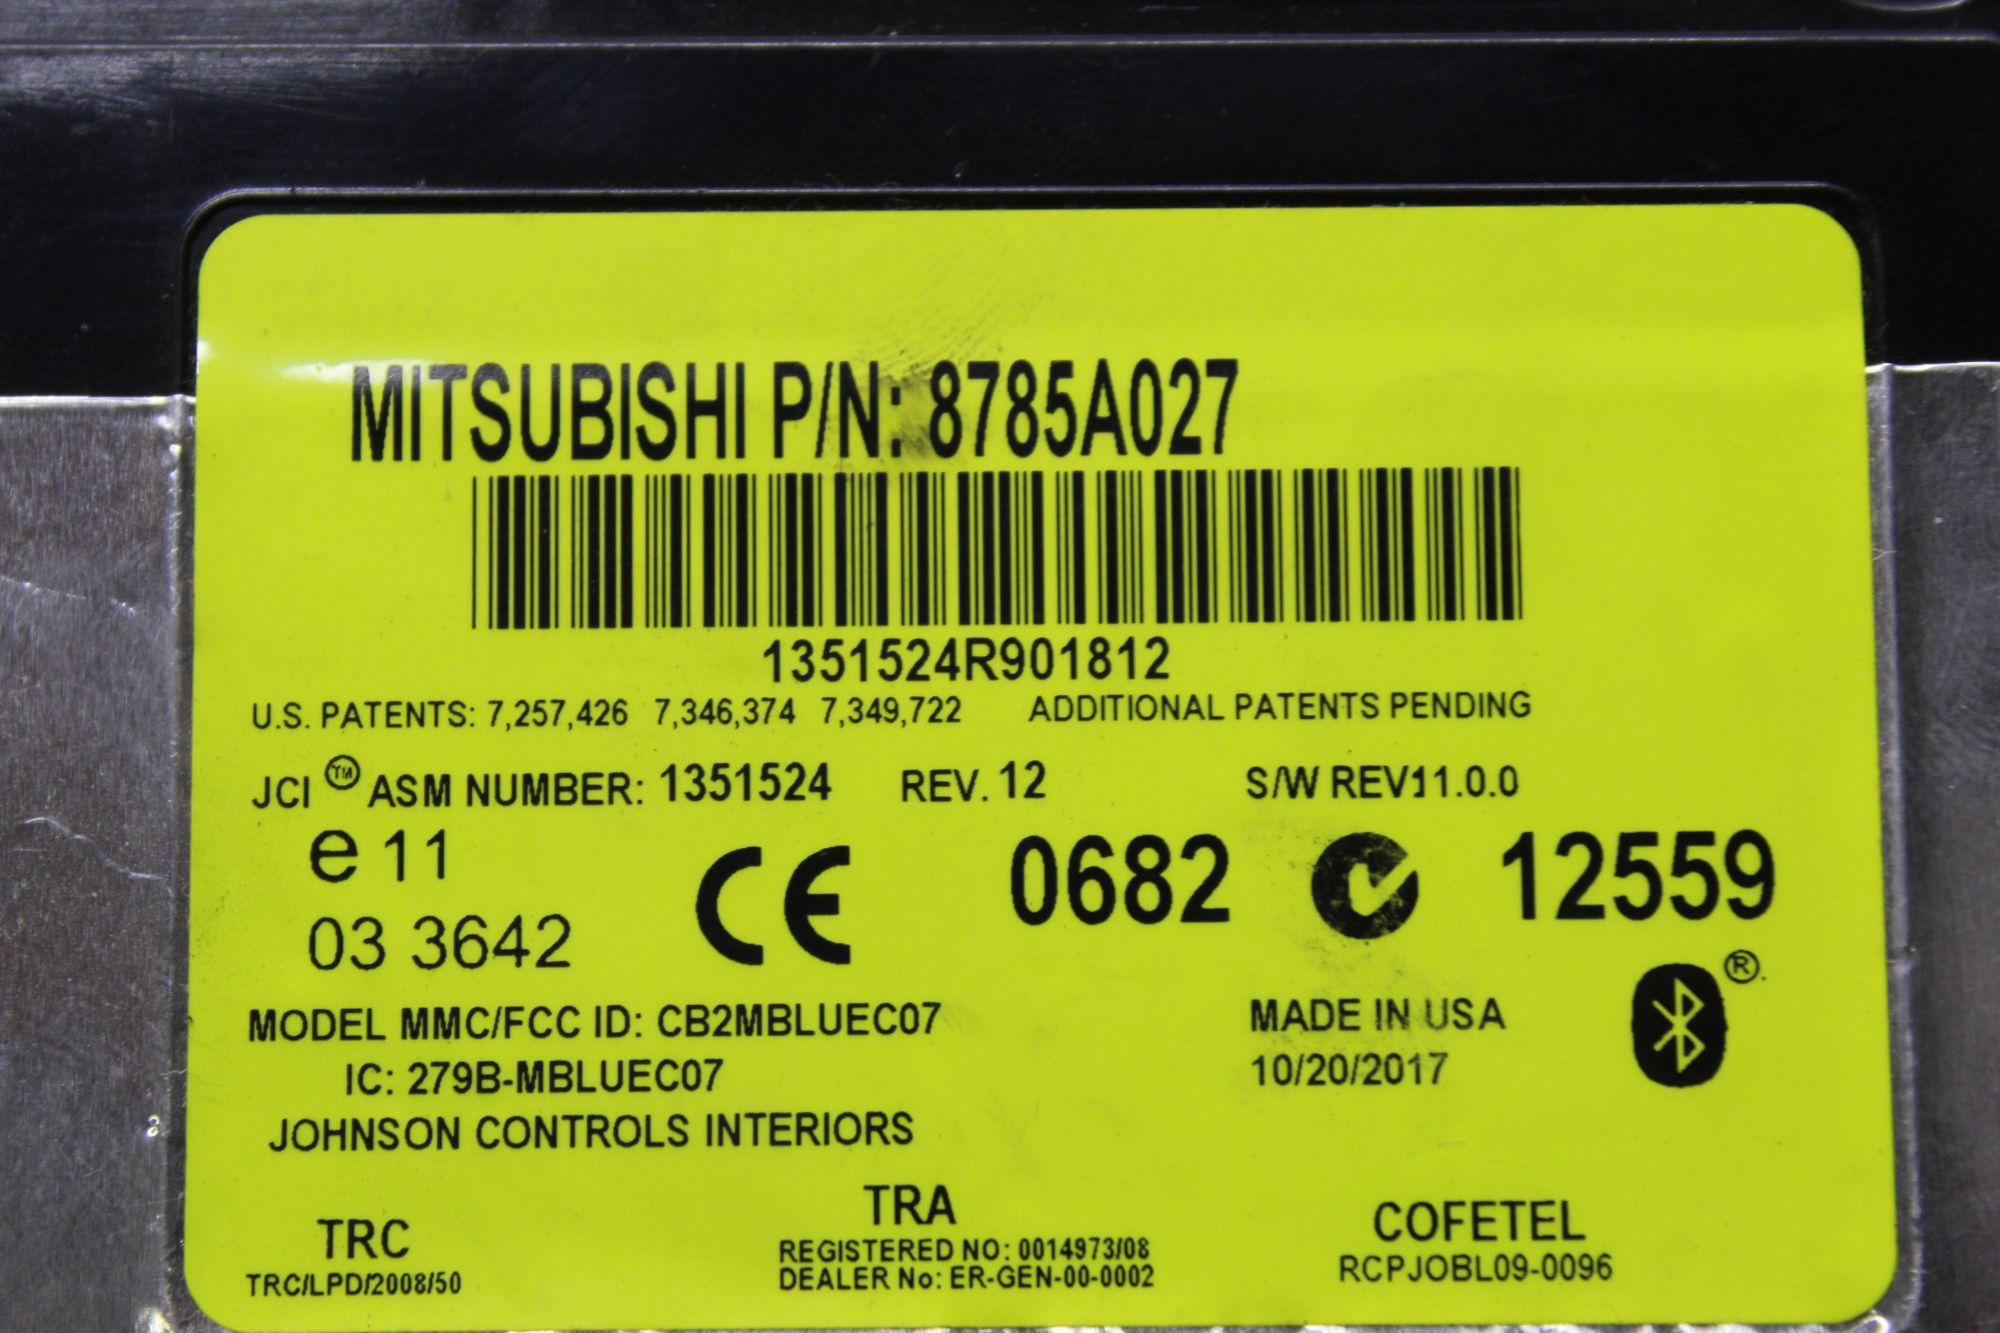 MITSUBISHI P/N: 8785A027
1351524R901812
U.S. PATENTS: 7,257,426 7,346,374 7,349,722 ADDITIONAL PATENTS PENDING
JCI ™ ASM NUMBER: 1351524 REV. 12 S/W REV11.0.0
e 11
03 3642
CE 0682 12559
MODEL MMC/FCC ID: CB2MBLUEC07
IC: 279B-MBLUEC07
JOHNSON CONTROLS INTERIORS
MADE IN USA
10/20/2017
®
TRC
TRC/LPD/2008/50
TRA
REGISTERED NO: 0014973/08
DEALER No: ER-GEN-00-0002
COFETEL
RCPJOBL09-0096